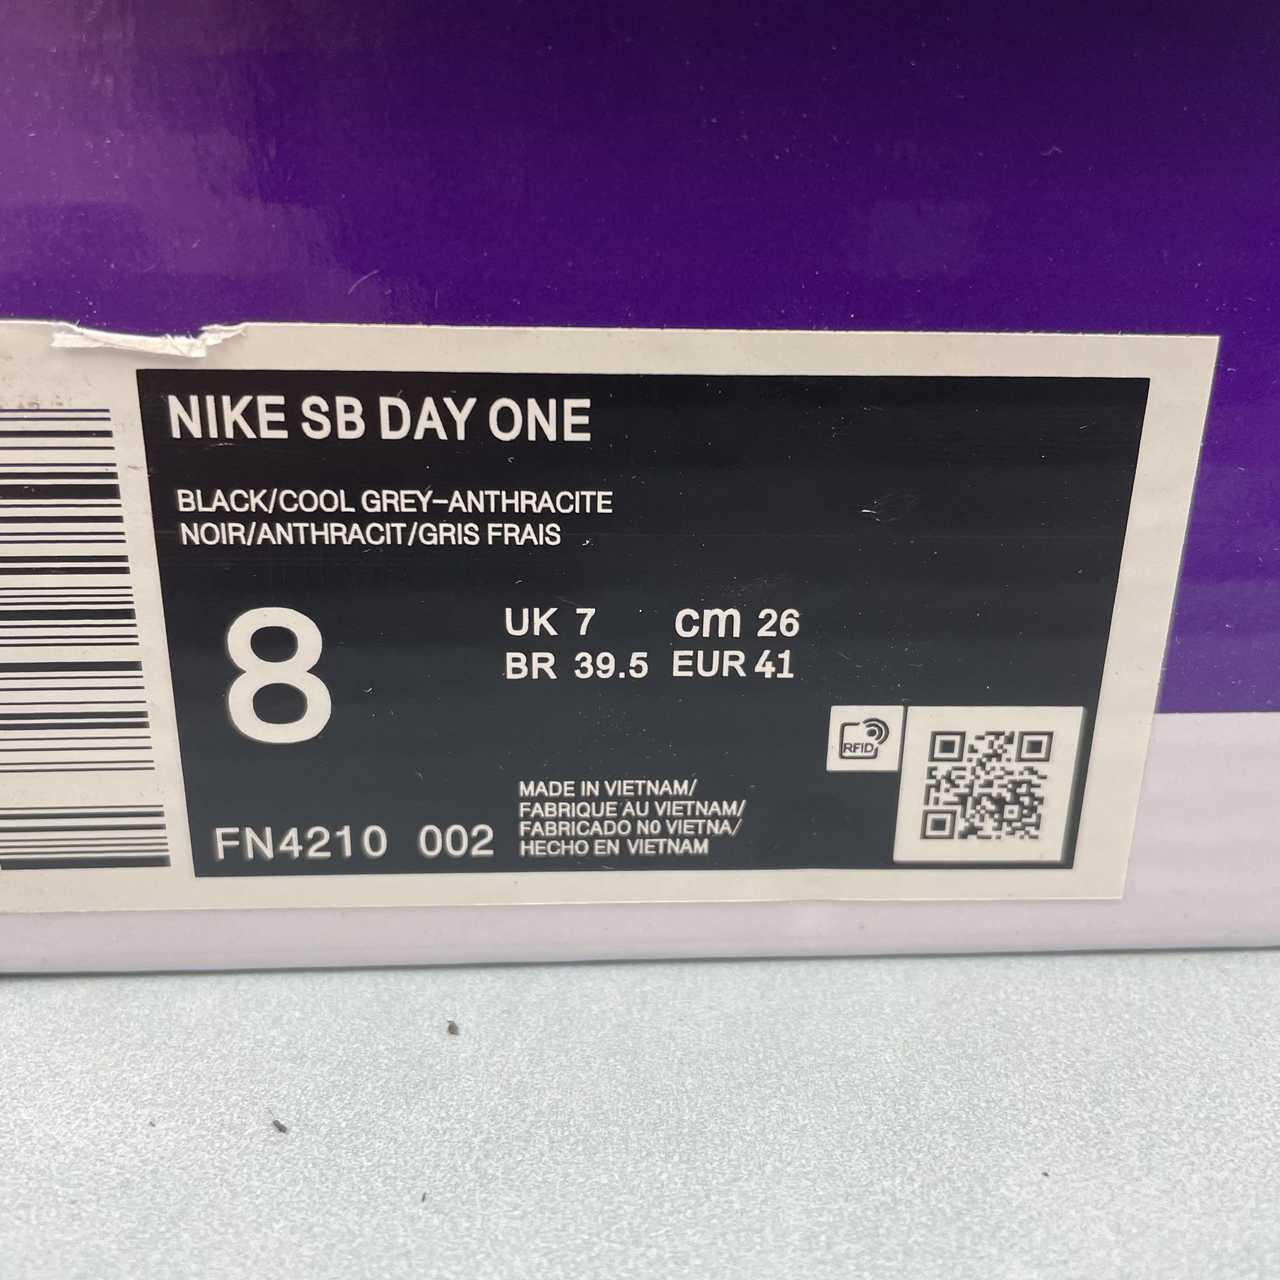 NIKE SB DAY ONE
BLACK/COOL GREY-ANTHRACITE
NOIR/ANTHRACIT/GRIS FRAIS
8
UK 7 cm 26
BR 39.5 EUR 41
RFID
MADE IN VIETNAM/
FABRIQUE AU VIETNAM/
FABRICADO N0 VIETNA/
HECHO EN VIETNAM
FN4210 002